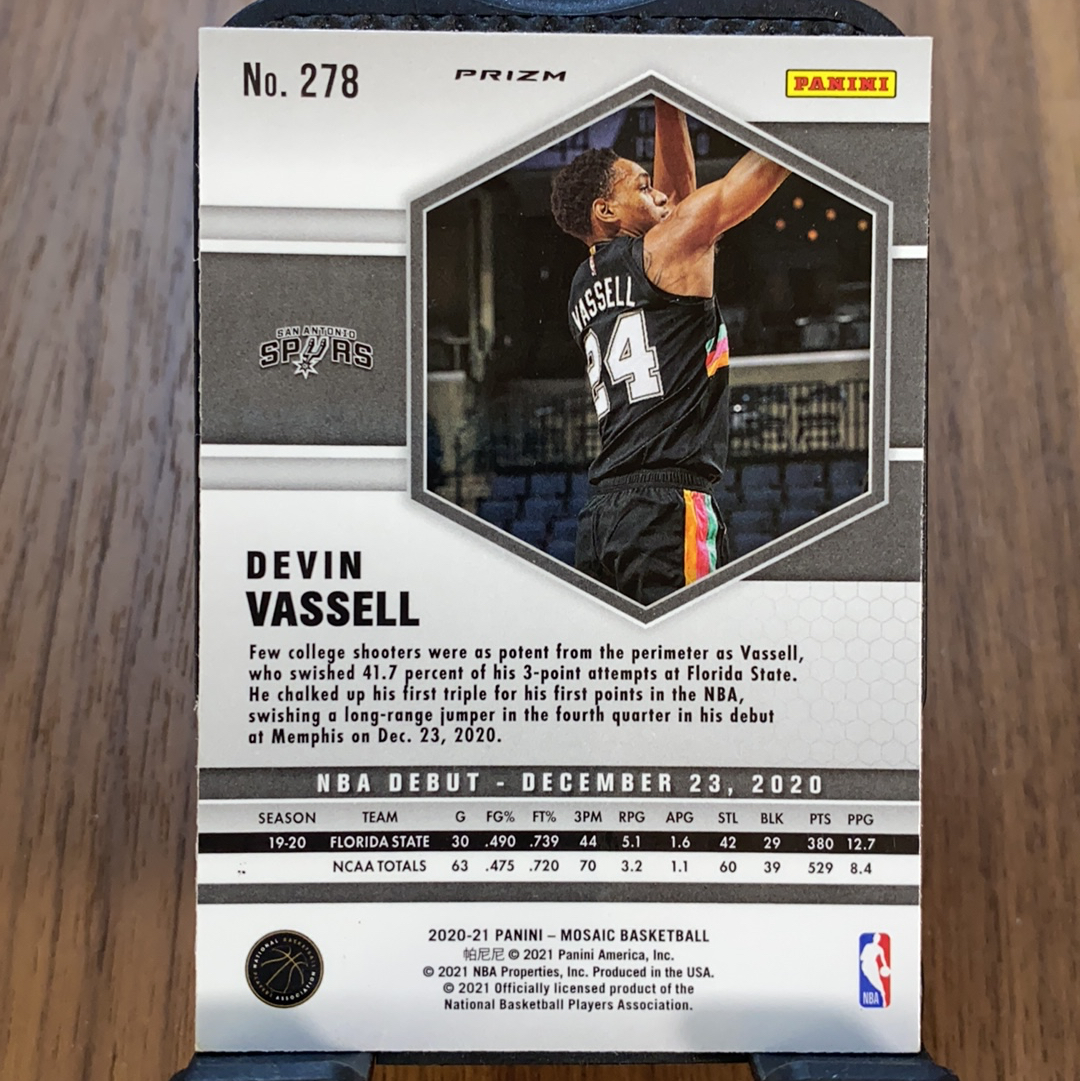 No. 278
PRIZM
PANINI
VASSELL
24
SAN ANTONIO
SPURS
DEVIN
VASSELL
Few college shooters were as potent from the perimeter as Vassell,
who swished 41.7 percent of his 3-point attempts at Florida State.
He chalked up his first triple for his first points in the NBA,
swishing a long-range jumper in the fourth quarter in his debut
at Memphis on Dec. 23, 2020.
NBA DEBUT - DECEMBER 23, 2020
SEASON TEAM G FG% FT% 3PM RPG APG STL BLK PTS PPG
19-20 FLORIDA STATE 30 .490 .739 44 5.1 1.6 42 29 380 12.7
NCAA TOTALS 63 .475 .720 70 3.2 1.1 60 39 529 8.4
2020-21 PANINI – MOSAIC BASKETBALL
帕尼尼 © 2021 Panini America, Inc.
© 2021 NBA Properties, Inc. Produced in the USA.
© 2021 Officially licensed product of the
National Basketball Players Association.
NATIONAL BASKETBALL PLAYERS ASSOCIATION
NBA